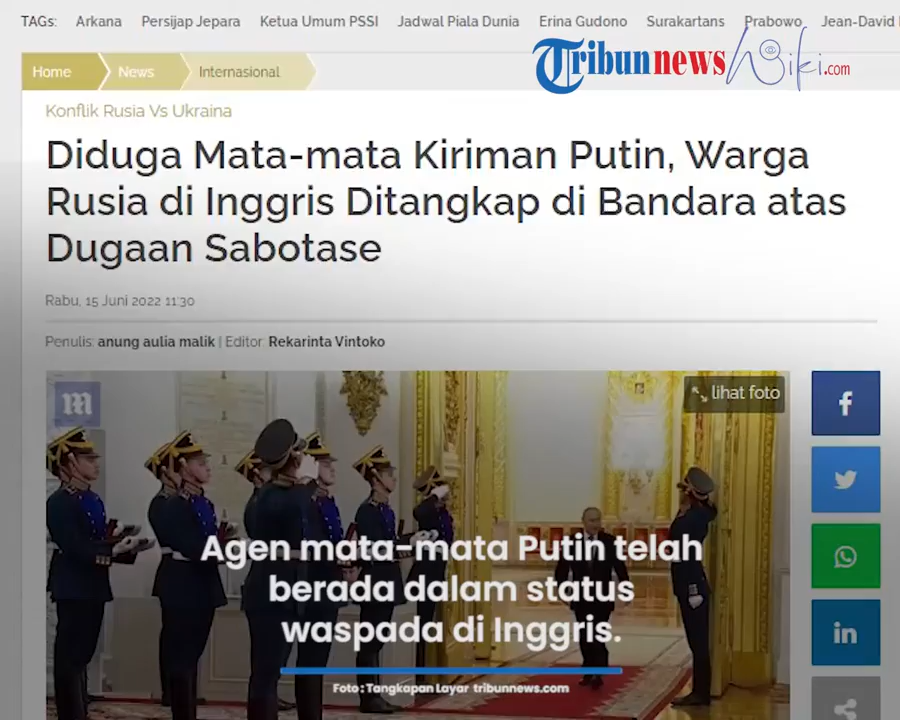 TAGs: Arkana Persijap Jepara Ketua Umum PSSI Jadwal Piala Dunia Erina Gudono Surakartans Prabowo Jean-David
Tribunnews Wiki.com
Home News Internasional
Konflik Rusia Vs Ukraina
Diduga Mata-mata Kiriman Putin, Warga
Rusia di Inggris Ditangkap di Bandara atas
Dugaan Sabotase
Rabu, 15 Juni 2022 11:30
Penulis: anung aulia malik | Editor: Rekarinta Vintoko
m
lihat foto
f
Agen mata-mata Putin telah
berada dalam status
waspada di Inggris.
in
Foto : Tangkapan Layar tribunnews.com